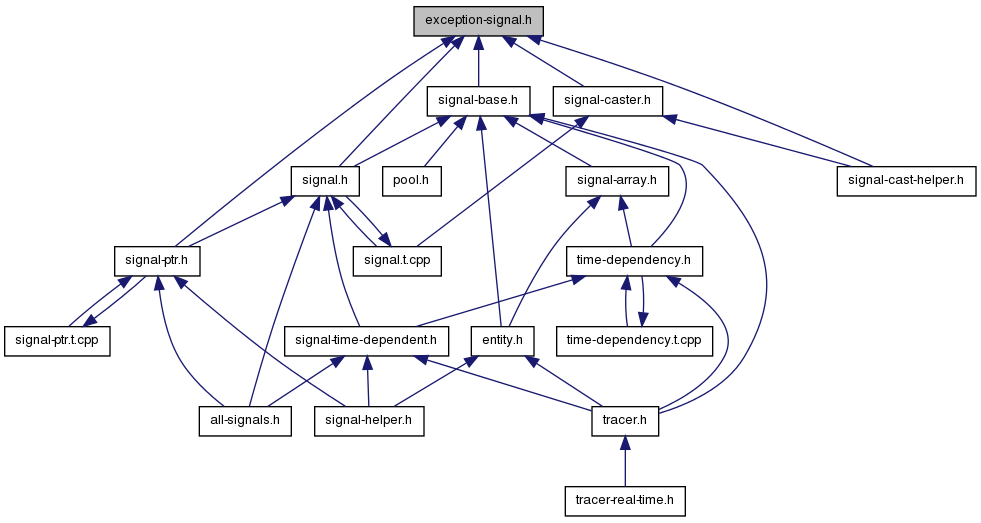 exception-signal.h
signal-base.h
signal-caster.h
signal.h
pool.h
signal-array.h
signal-cast-helper.h
signal-ptr.h
signal.t.cpp
time-dependency.h
signal-ptr.t.cpp
signal-time-dependent.h
entity.h
time-dependency.t.cpp
all-signals.h
signal-helper.h
tracer.h
tracer-real-time.h